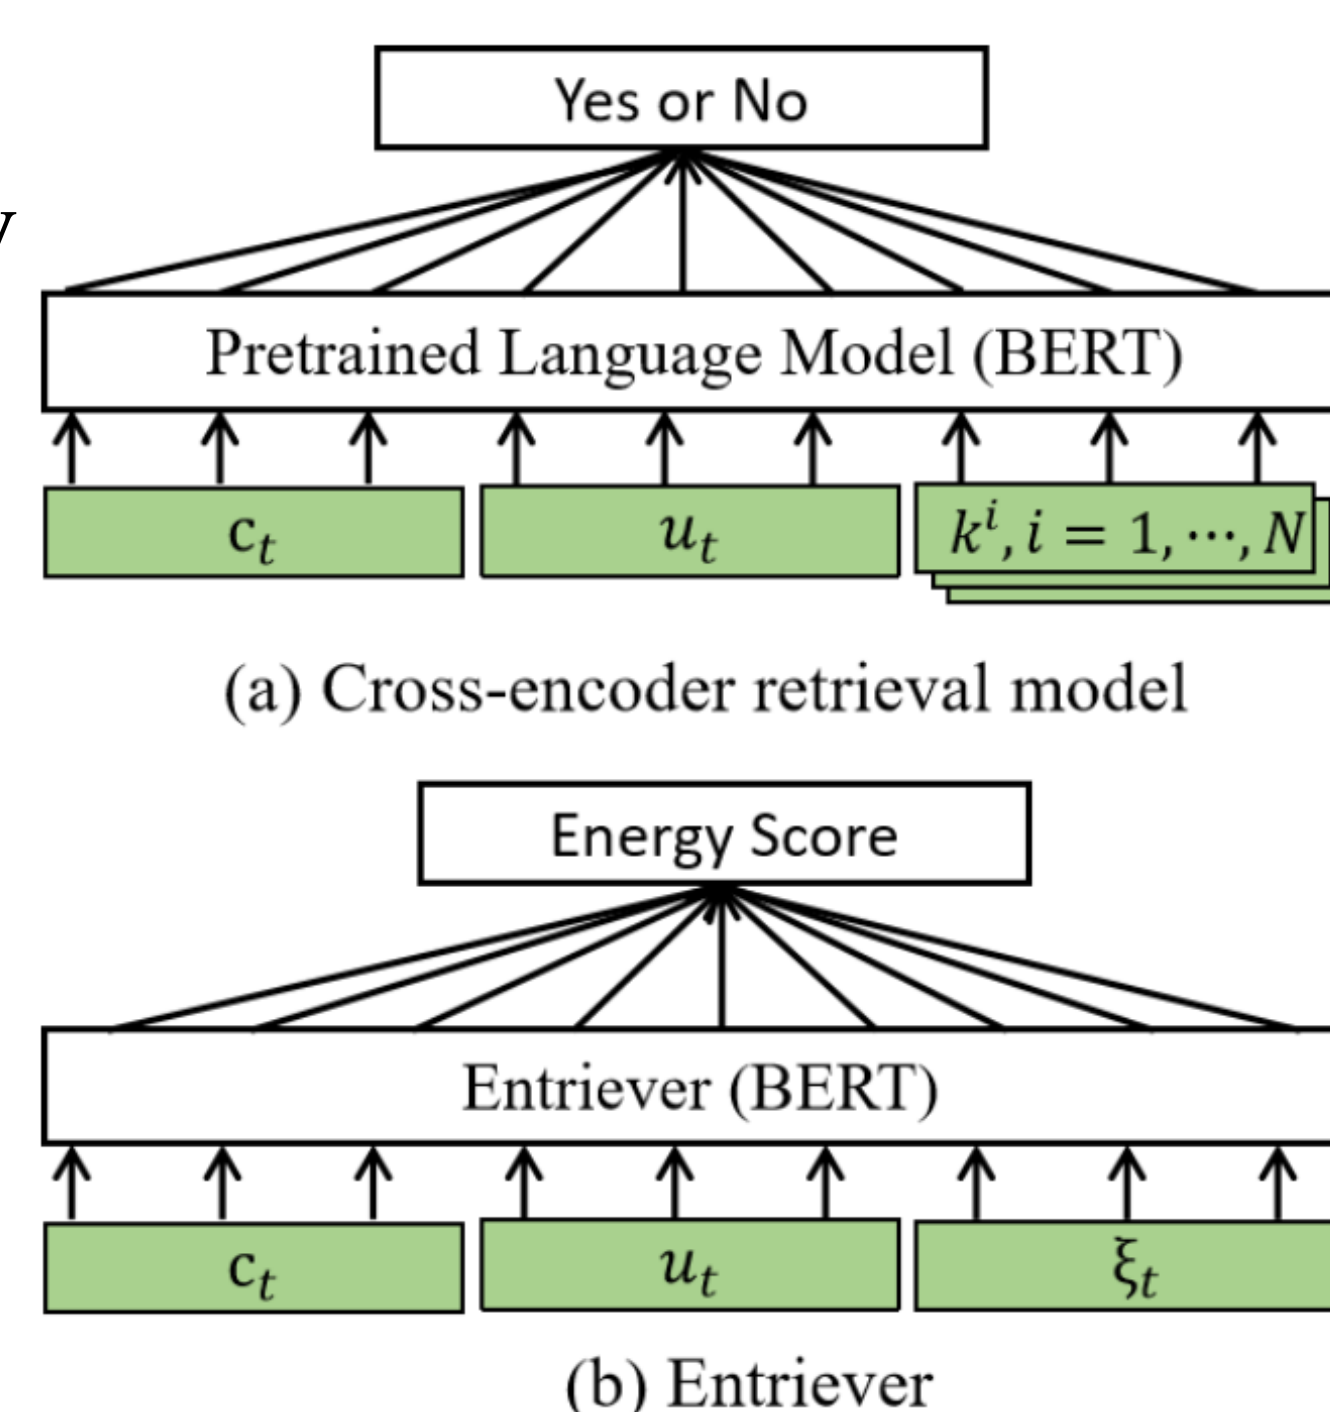 Yes or No
y
Pretrained Language Model (BERT)
c_t u_t k^i, i = 1, ⋯, N
(a) Cross-encoder retrieval model
Energy Score
Entriever (BERT)
c_t u_t ξ_t
(b) Entriever